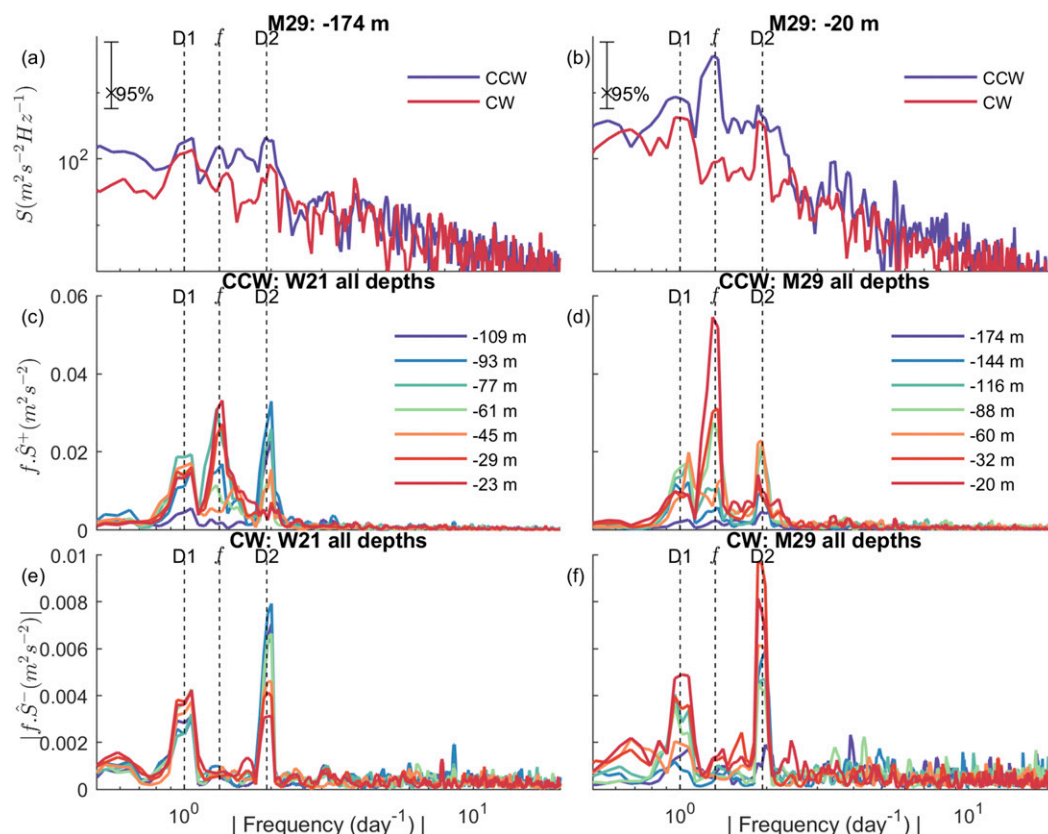 M29: -174 m
(a)
D1
f
D2
95%
CCW
CW
10²
S(m²s⁻²Hz⁻¹)
M29: -20 m
(b)
D1
f
D2
95%
CCW
CW
CCW: W21 all depths
(c)
D1
f
D2
0.06
0.04
0.02
0
f.Ŝ⁺(m²s⁻²)
-109 m
-93 m
-77 m
-61 m
-45 m
-29 m
-23 m
CCW: M29 all depths
(d)
D1
f
D2
-174 m
-144 m
-116 m
-88 m
-60 m
-32 m
-20 m
CW: W21 all depths
(e)
D1
f
D2
0.01
0.008
0.006
0.004
0.002
0
|f.Ŝ⁻(m²s⁻²)|
10⁰
10¹
| Frequency (day⁻¹) |
CW: M29 all depths
(f)
D1
f
D2
10⁰
10¹
| Frequency (day⁻¹) |